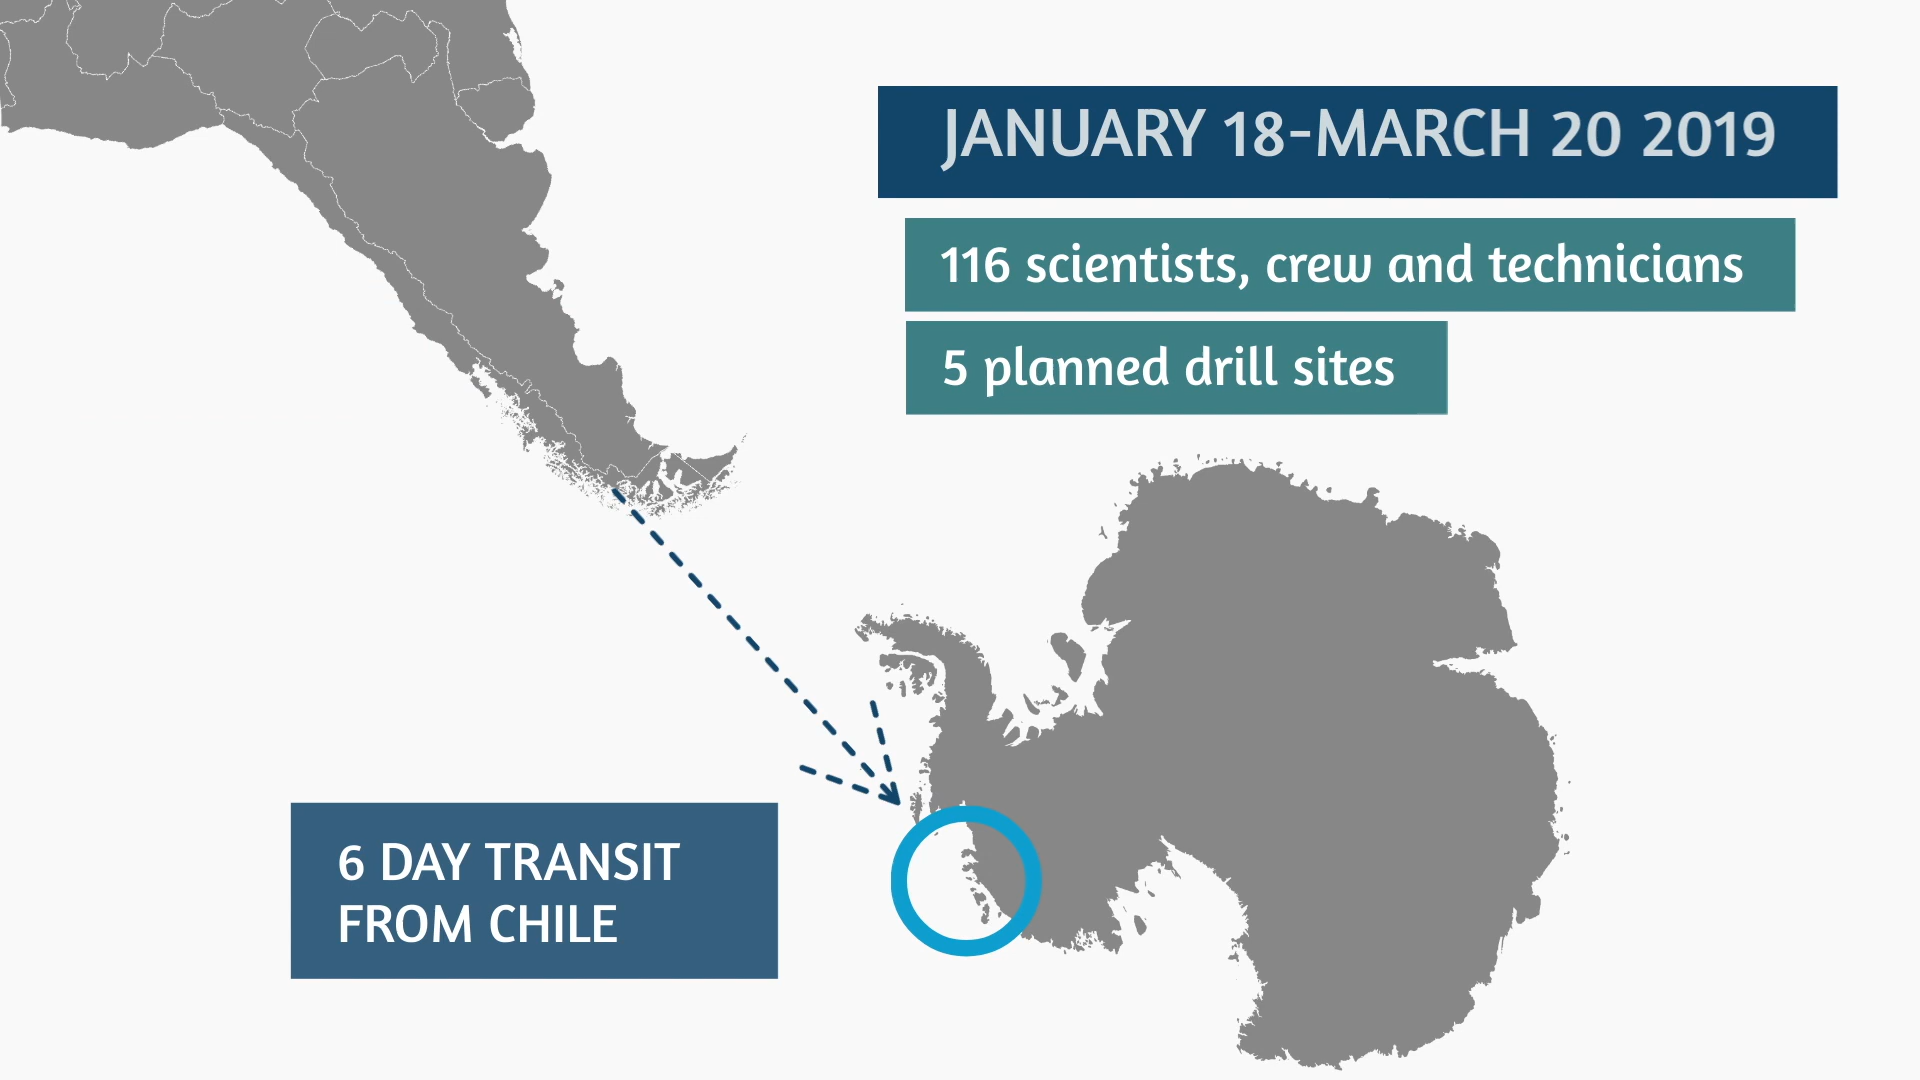 JANUARY 18-MARCH 20 2019
116 scientists, crew and technicians
5 planned drill sites
6 DAY TRANSIT
FROM CHILE